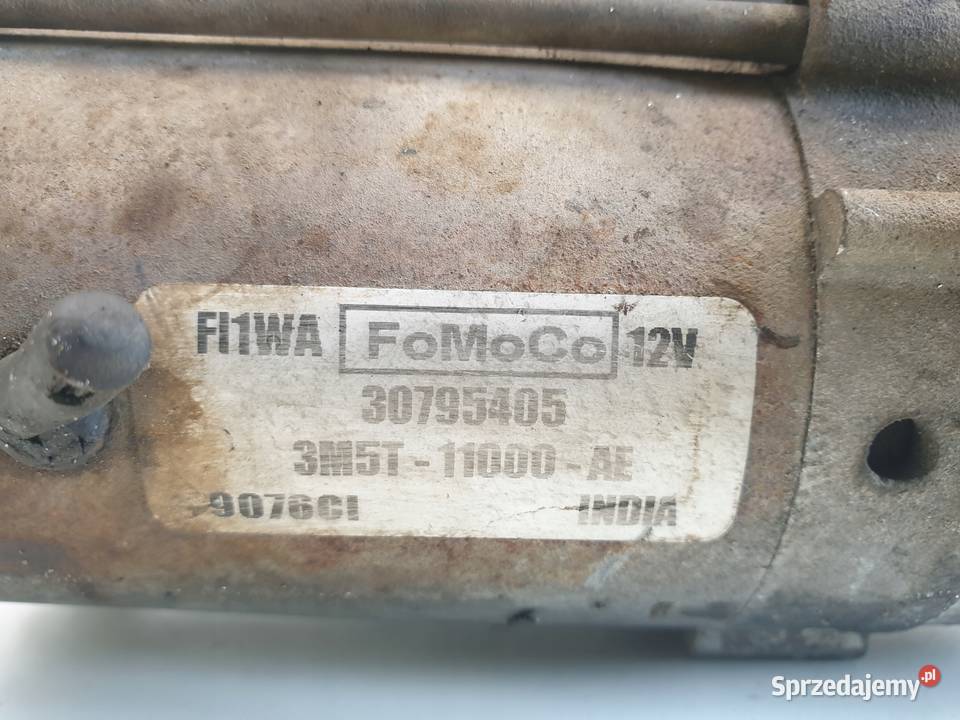 FI1WA FoMoCo 12V
30795405
3M5T - 11000 - AE
9076CI INDIA
Sprzedajemy.pl